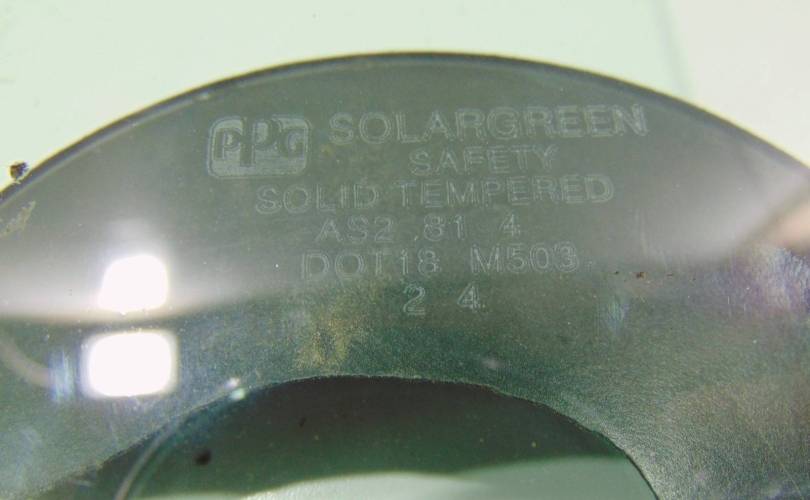 PPG SOLARGREEN
SAFETY
SOLID TEMPERED
AS2 .81 4
DOT18 M503
2 4